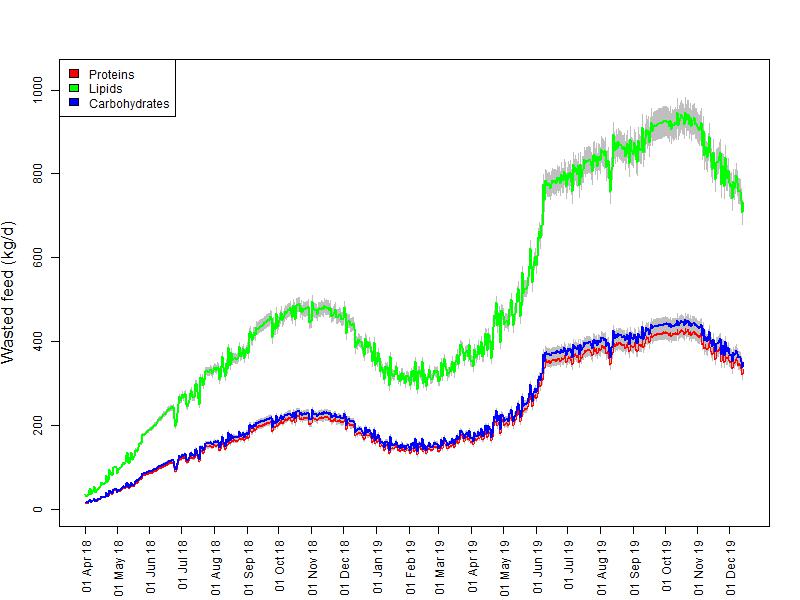 Proteins
Lipids
Carbohydrates
Wasted feed (kg/d)
1000
800
600
400
200
0
01 Apr 18
01 May 18
01 Jun 18
01 Jul 18
01 Aug 18
01 Sep 18
01 Oct 18
01 Nov 18
01 Dec 18
01 Jan 19
01 Feb 19
01 Mar 19
01 Apr 19
01 May 19
01 Jun 19
01 Jul 19
01 Aug 19
01 Sep 19
01 Oct 19
01 Nov 19
01 Dec 19